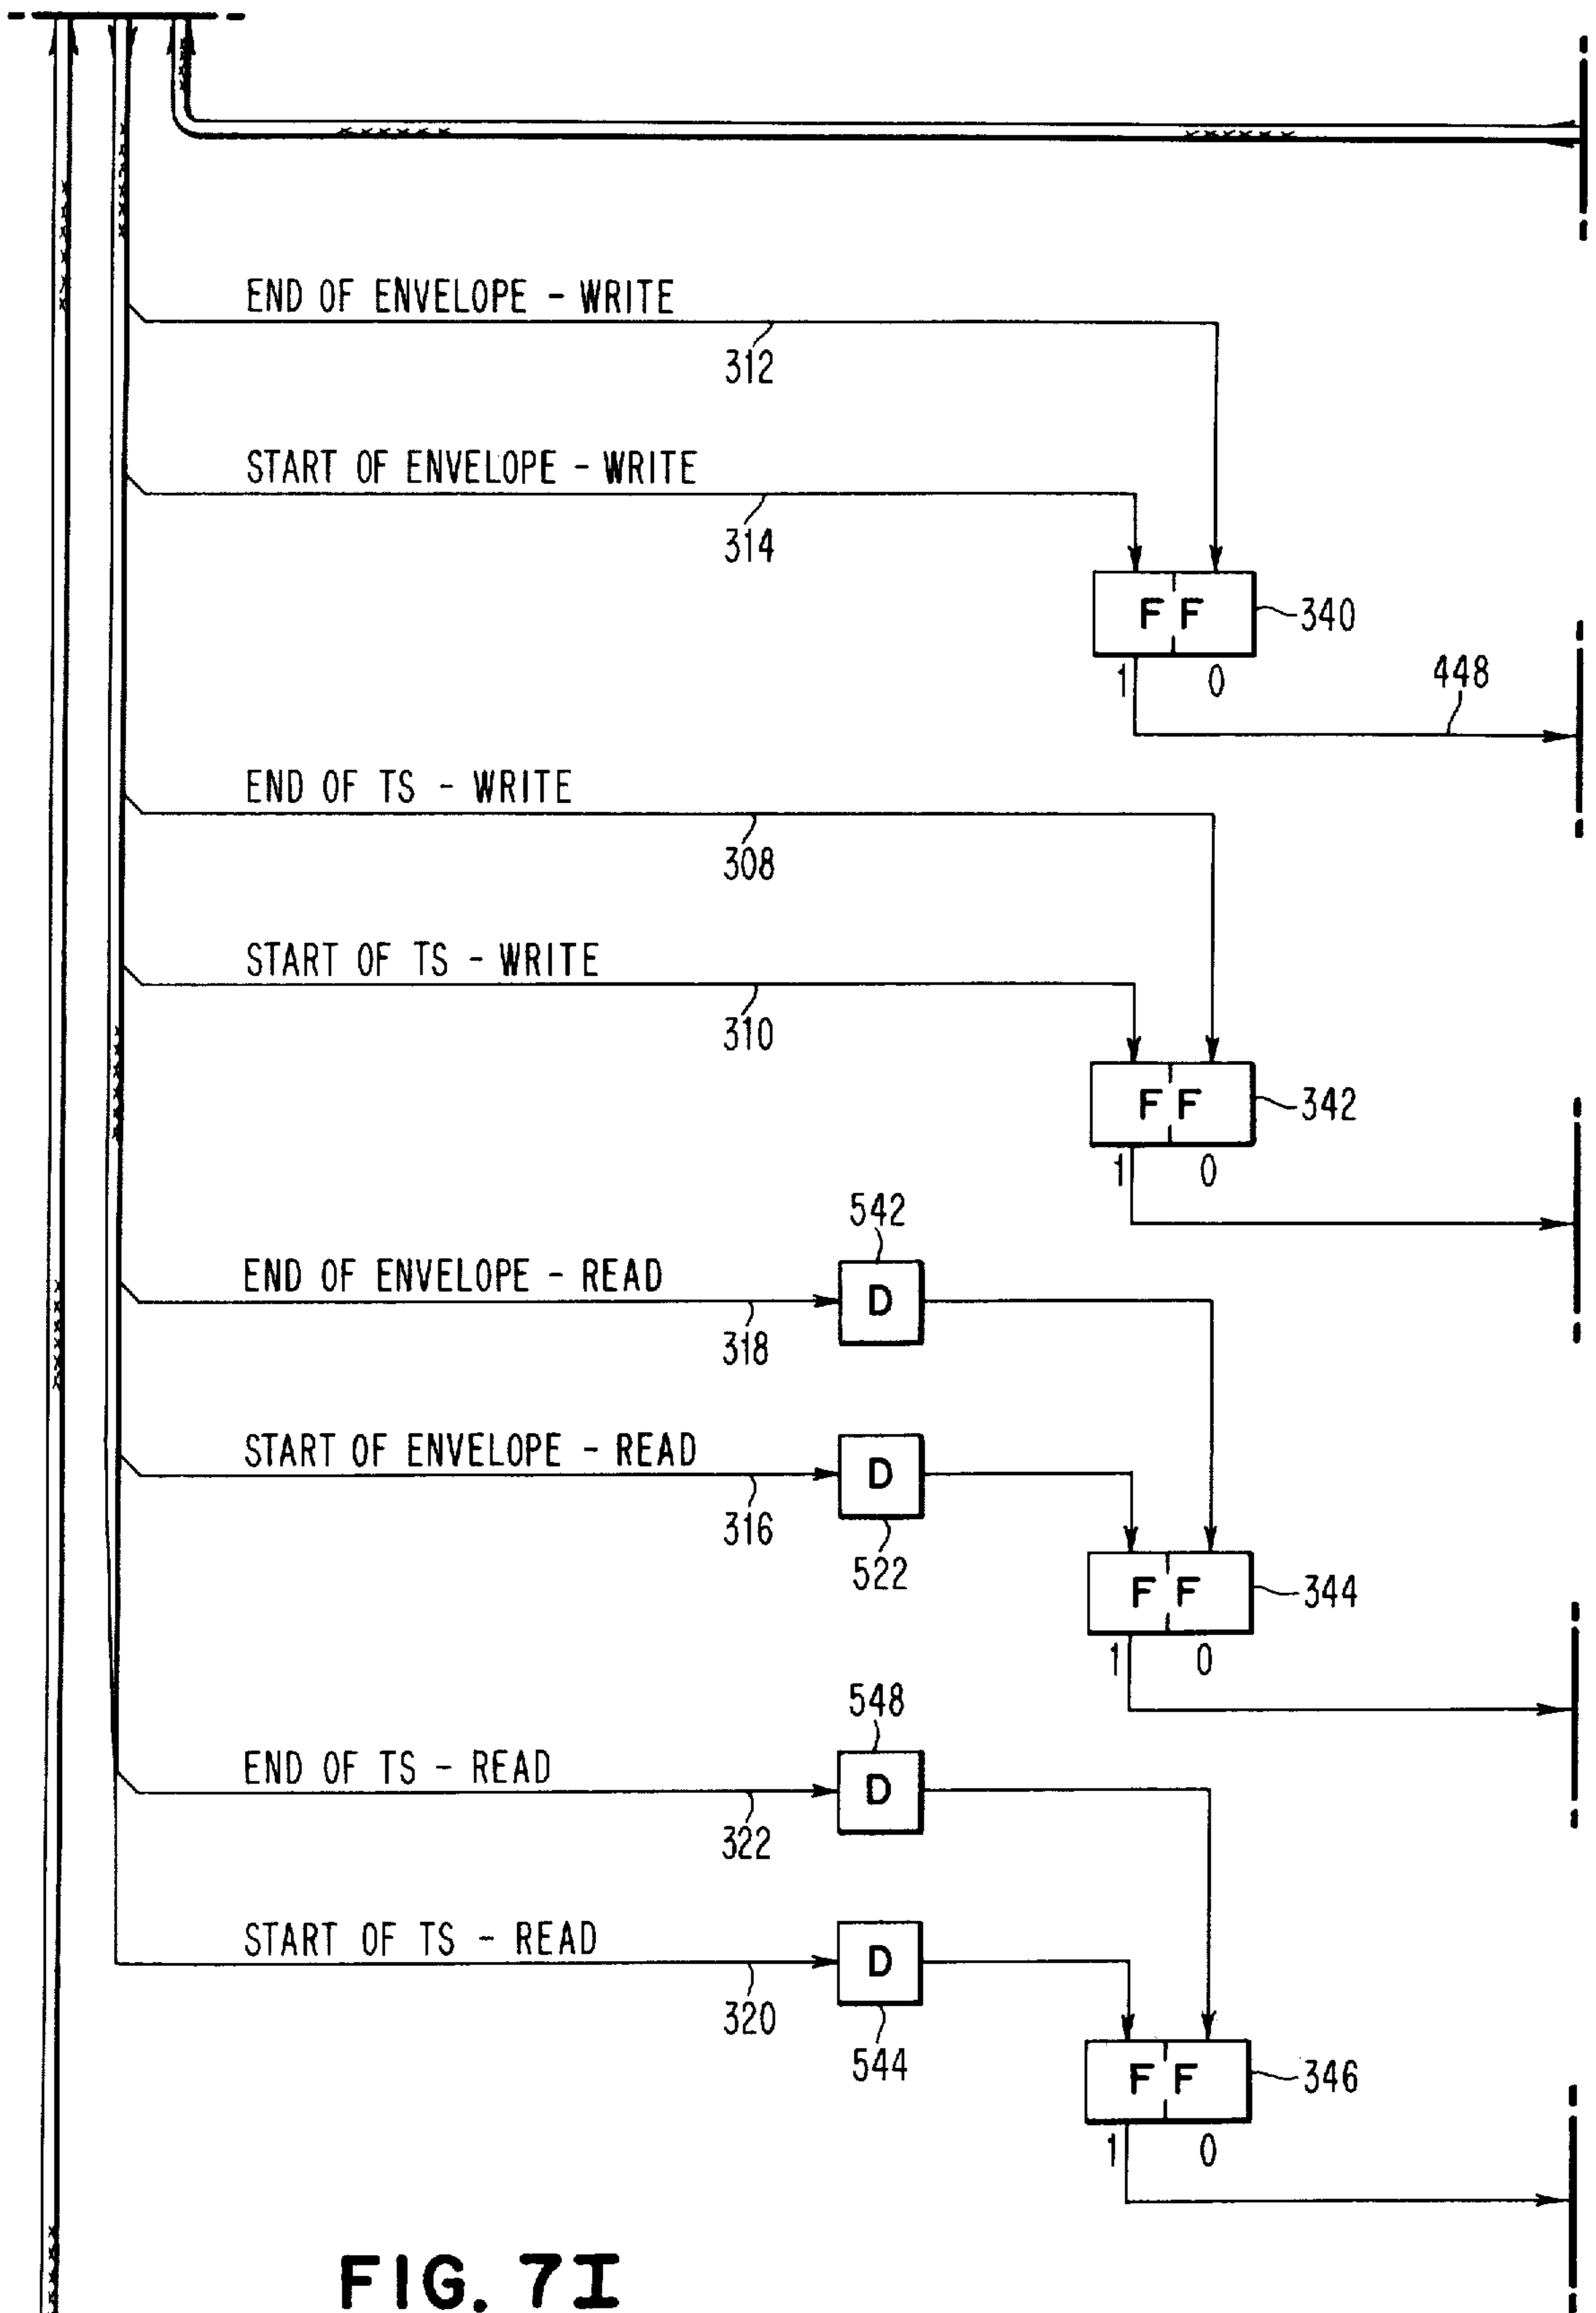 END OF ENVELOPE - WRITE
312
START OF ENVELOPE - WRITE
314
FF
340
1 0
448
END OF TS - WRITE
308
START OF TS - WRITE
310
FF
342
1 0
542
END OF ENVELOPE - READ
D
318
START OF ENVELOPE - READ
D
316
522
FF
344
1 0
548
END OF TS - READ
D
322
START OF TS - READ
D
320
544
FF
346
1 0
FIG. 7I